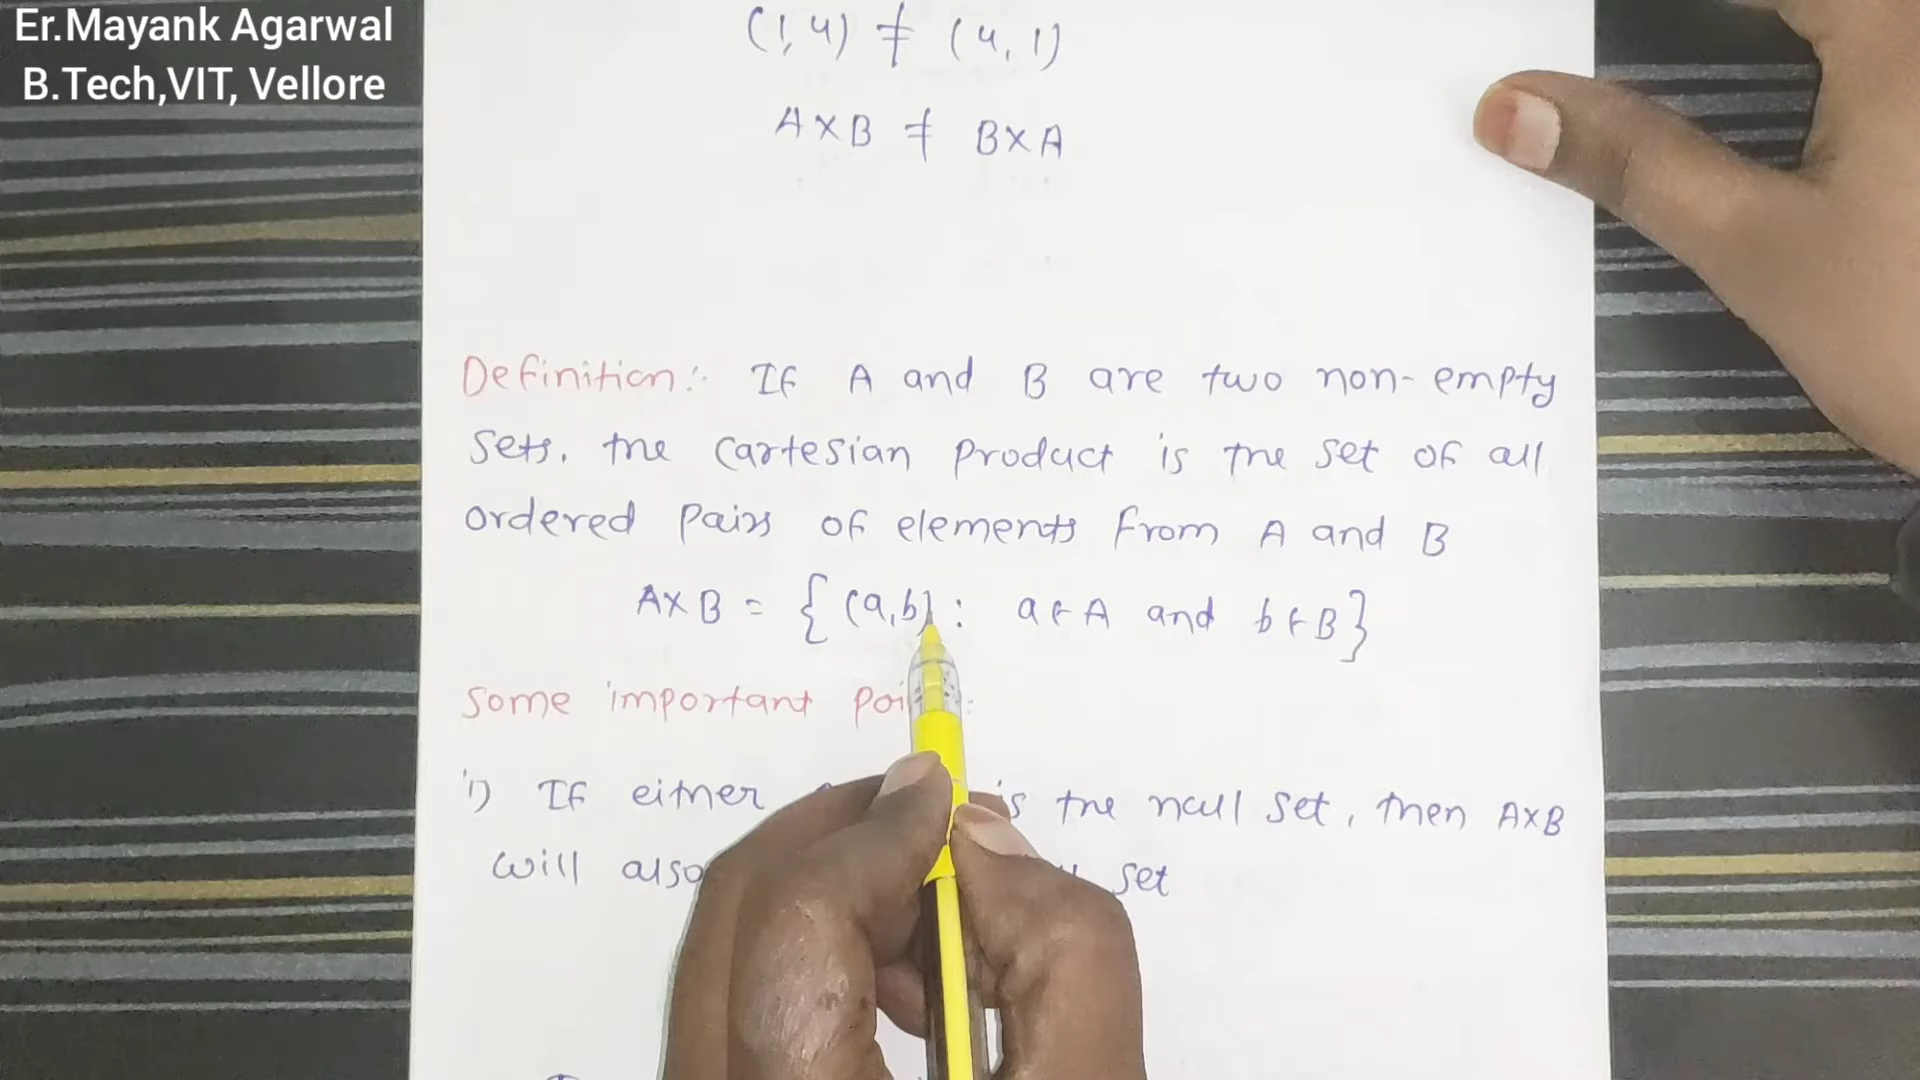 Er.Mayank Agarwal
B.Tech,VIT, Vellore
(1,4) ≠ (4,1)
A×B ≠ B×A
Definition:- If A and B are two non-empty
sets, the Cartesian Product is the set of all
ordered Pairs of elements from A and B
A×B = {(a,b): a∈A and b∈B}
Some important
1) If either is the null set, then A×B
will also set